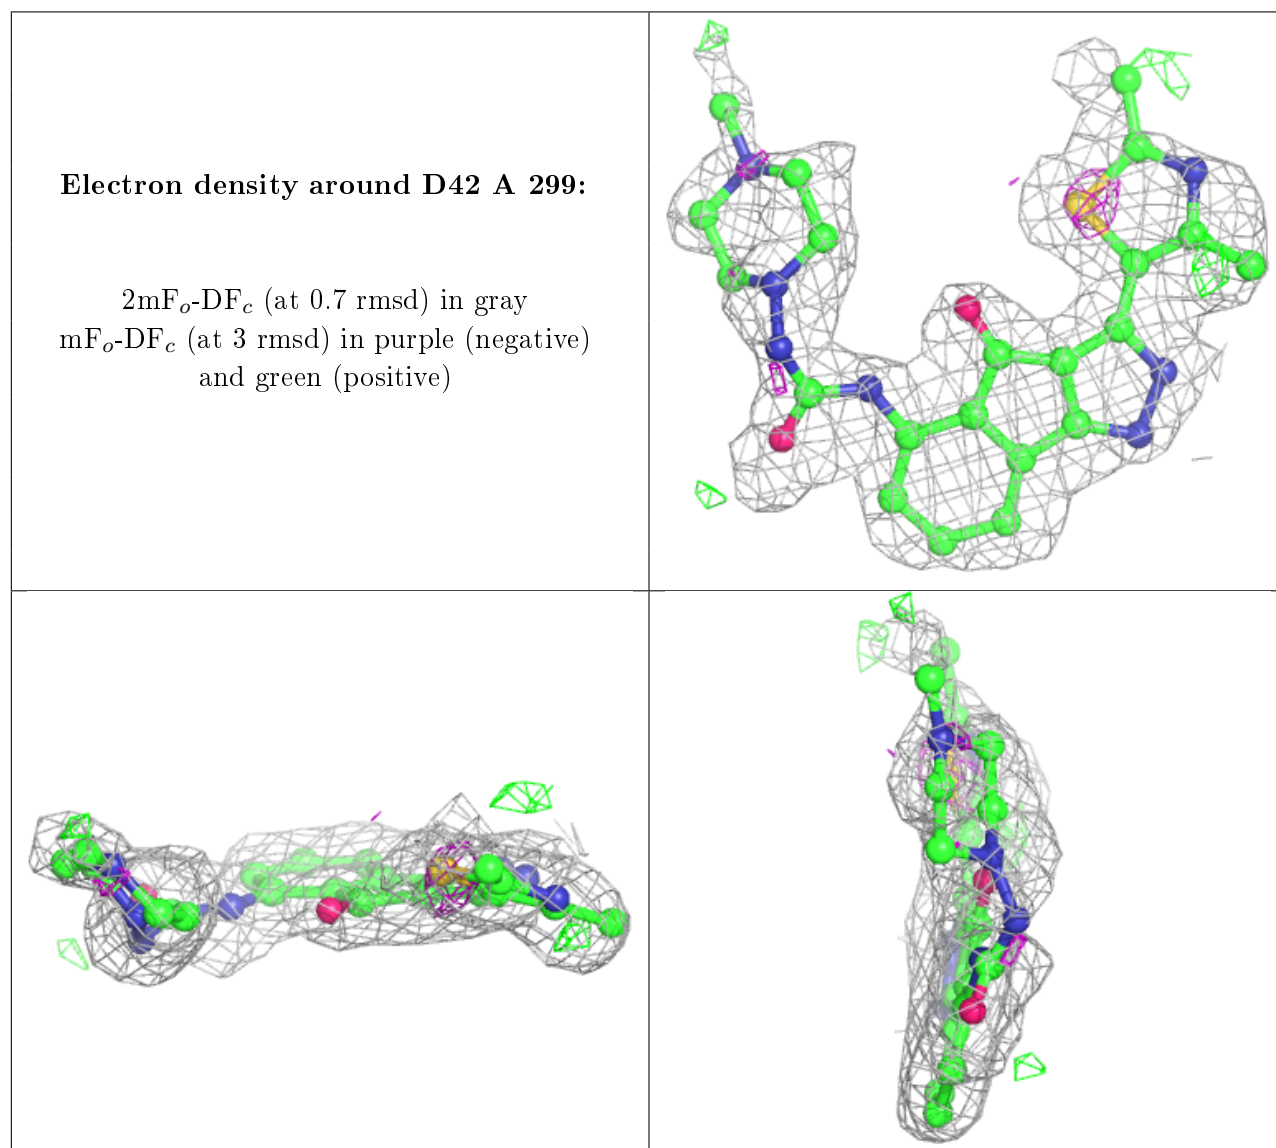 Electron density around D42 A 299:
2mFₒ-DF𝒸 (at 0.7 rmsd) in gray
mFₒ-DF𝒸 (at 3 rmsd) in purple (negative)
and green (positive)